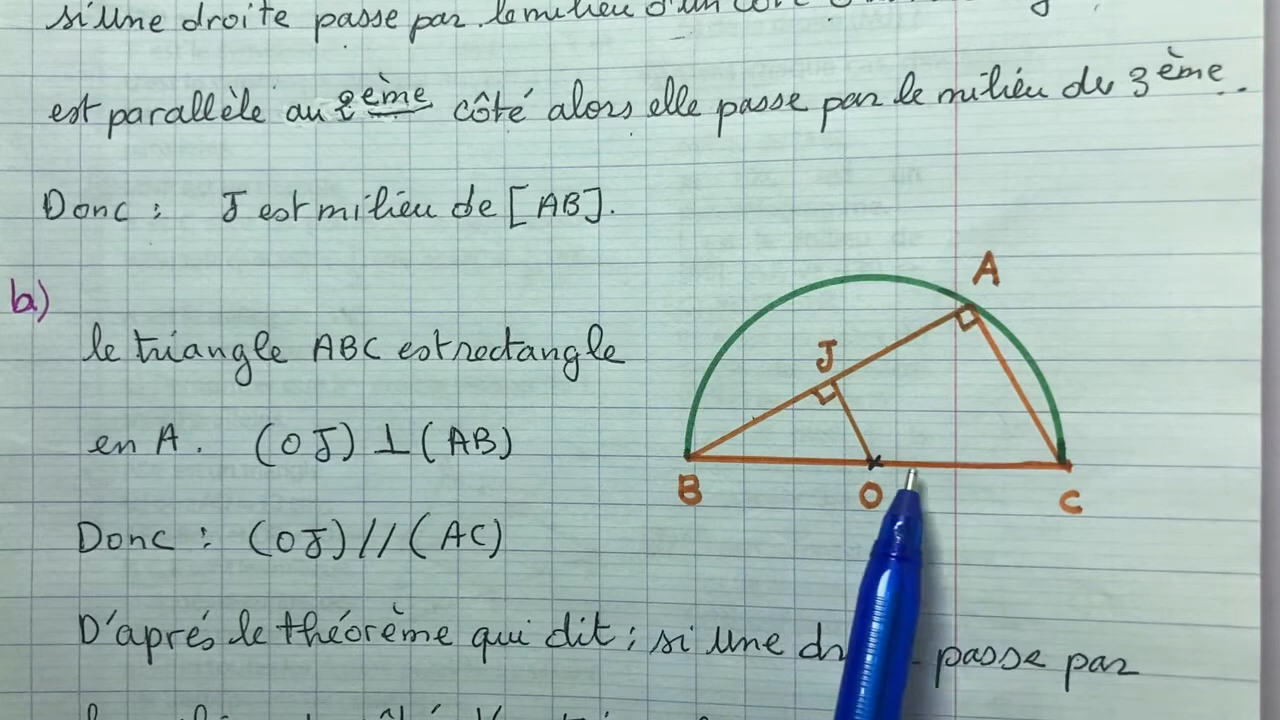 si une droite passe par le milieu d'un
est parallèle au 2ème côté alors elle passe par le milieu du 3ème.
Donc : J est milieu de [AB].
b)
le triangle ABC est rectangle
en A. (OJ) ⊥ (AB)
Donc : (OJ) // (AC)
D'aprés le théorème qui dit : si une passe par
A
J
B
O
C